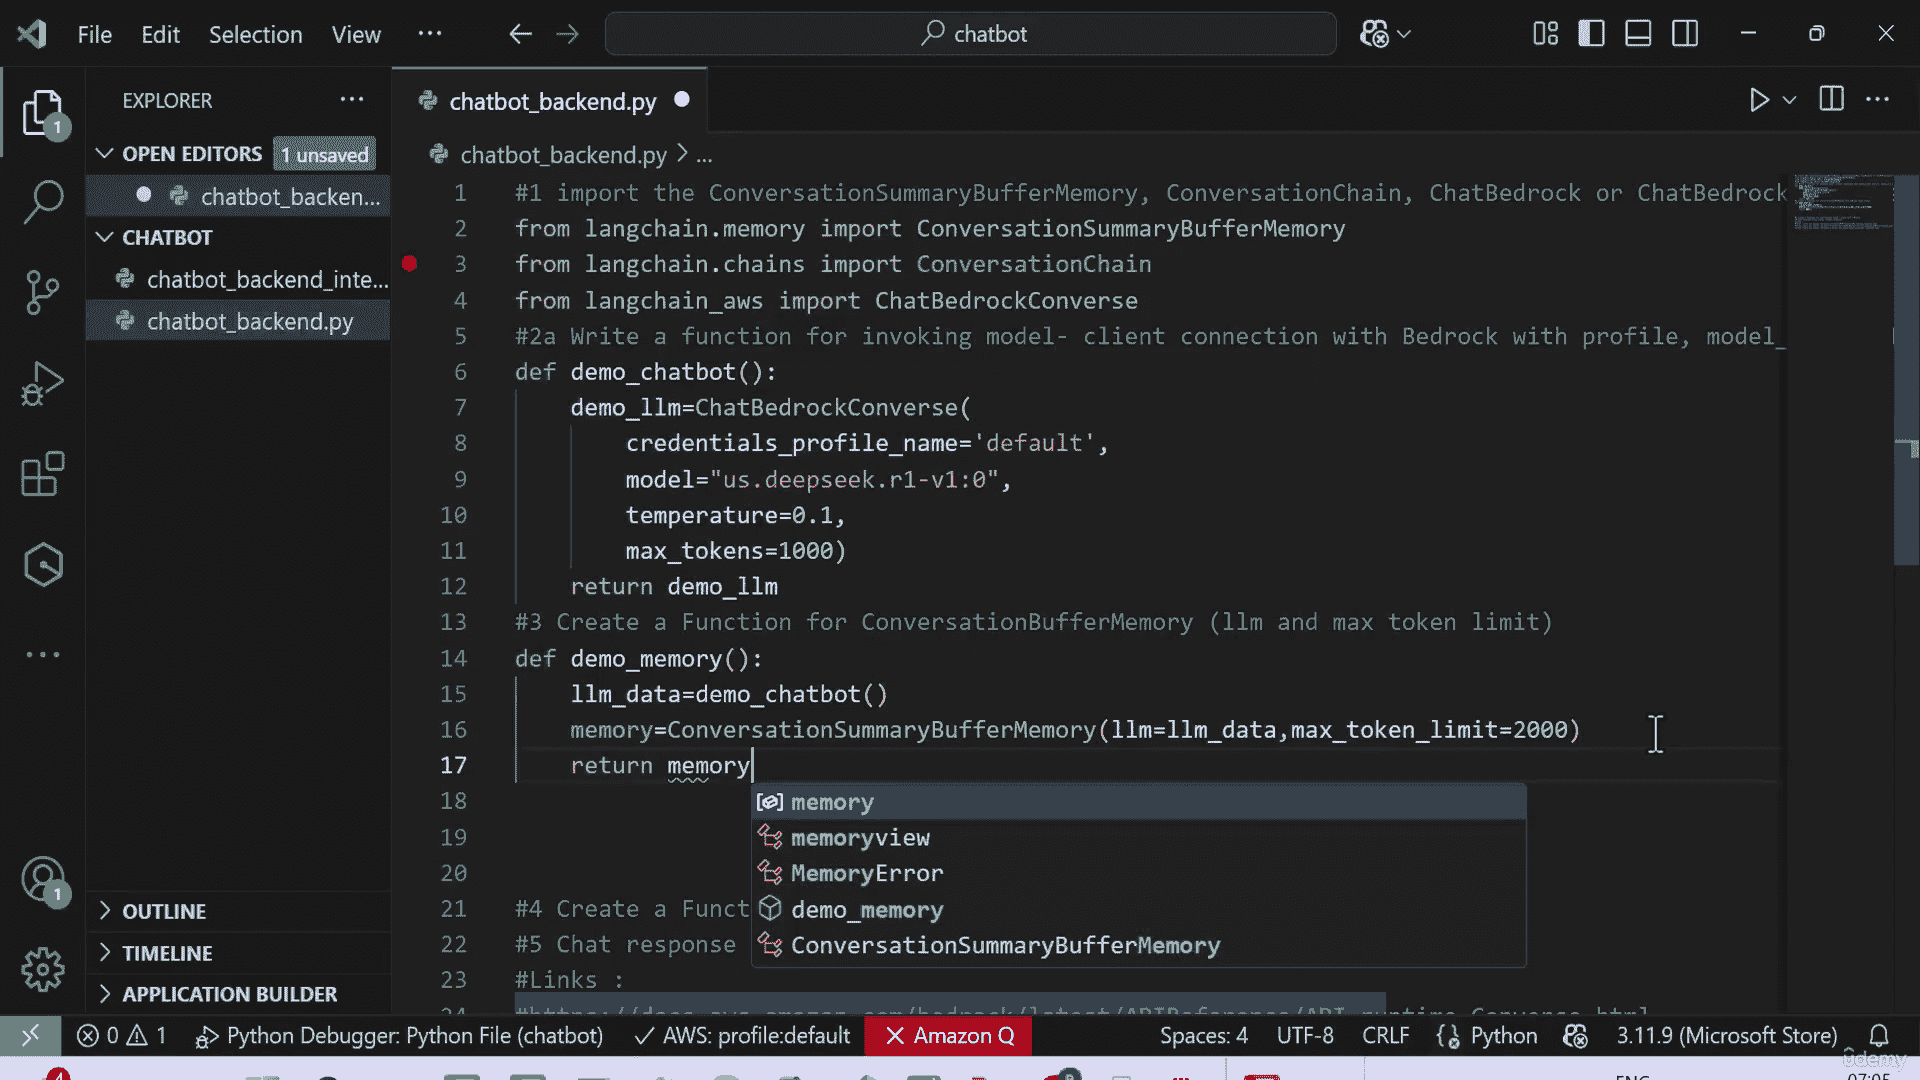 File Edit Selection View ··· chatbot
EXPLORER ···
OPEN EDITORS 1 unsaved
chatbot_backen...
CHATBOT
chatbot_backend_inte...
chatbot_backend.py
OUTLINE
TIMELINE
APPLICATION BUILDER
1
1
chatbot_backend.py
chatbot_backend.py > ...
1 #1 import the ConversationSummaryBufferMemory, ConversationChain, ChatBedrock or ChatBedrock
2 from langchain.memory import ConversationSummaryBufferMemory
3 from langchain.chains import ConversationChain
4 from langchain_aws import ChatBedrockConverse
5 #2a Write a function for invoking model- client connection with Bedrock with profile, model_
6 def demo_chatbot():
7 demo_llm=ChatBedrockConverse(
8 credentials_profile_name='default',
9 model="us.deepseek.r1-v1:0",
10 temperature=0.1,
11 max_tokens=1000)
12 return demo_llm
13 #3 Create a Function for ConversationBufferMemory (llm and max token limit)
14 def demo_memory():
15 llm_data=demo_chatbot()
16 memory=ConversationSummaryBufferMemory(llm=llm_data,max_token_limit=2000)
17 return memory
18
19
20
21 #4 Create a Funct
22 #5 Chat response
23 #Links :
memory
memoryview
MemoryError
demo_memory
ConversationSummaryBufferMemory
0 1 Python Debugger: Python File (chatbot) AWS: profile:default Amazon Q Spaces: 4 UTF-8 CRLF Python 3.11.9 (Microsoft Store)
udemy